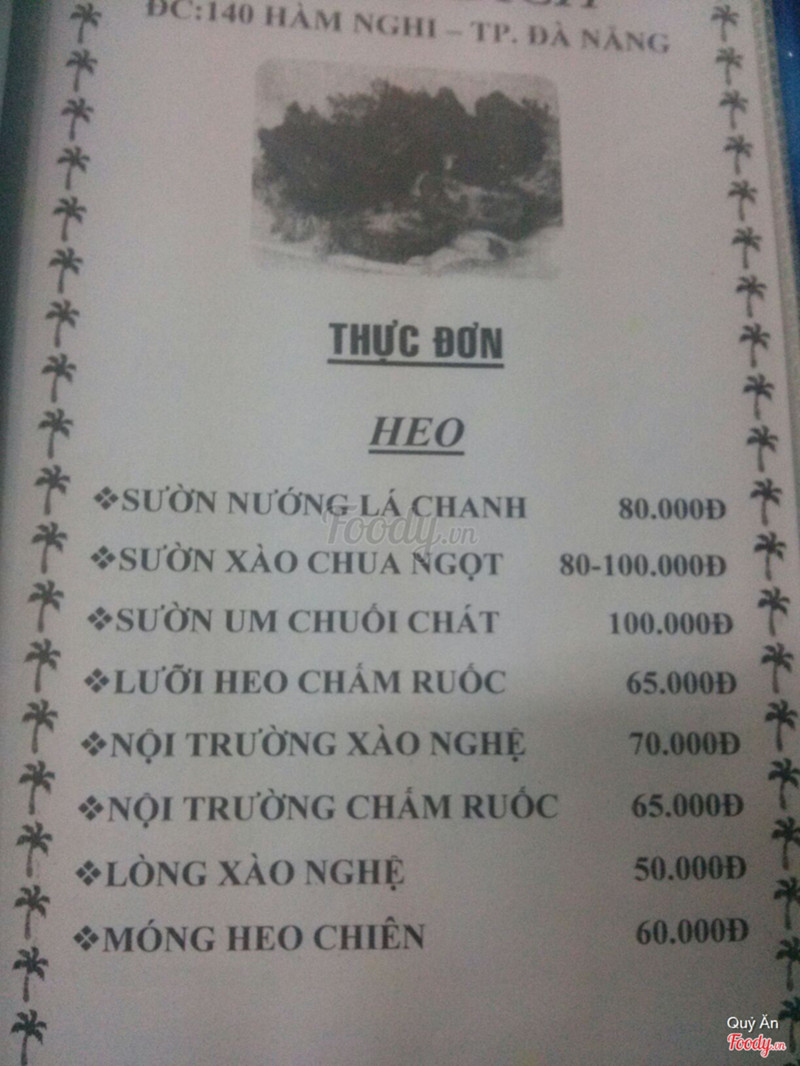 ĐC:140 HÀM NGHI – TP. ĐÀ NẴNG
THỰC ĐƠN
HEO
❖SƯỜN NƯỚNG LÁ CHANH 80.000Đ
❖SƯỜN XÀO CHUA NGỌT 80-100.000Đ
❖SƯỜN UM CHUỐI CHÁT 100.000Đ
❖LƯỠI HEO CHẤM RUỐC 65.000Đ
❖NỘI TRƯỜNG XÀO NGHỆ 70.000Đ
❖NỘI TRƯỜNG CHẤM RUỐC 65.000Đ
❖LÒNG XÀO NGHỆ 50.000Đ
❖MÓNG HEO CHIÊN 60.000Đ
Foody.vn
Quỷ Ăn
Foody.vn